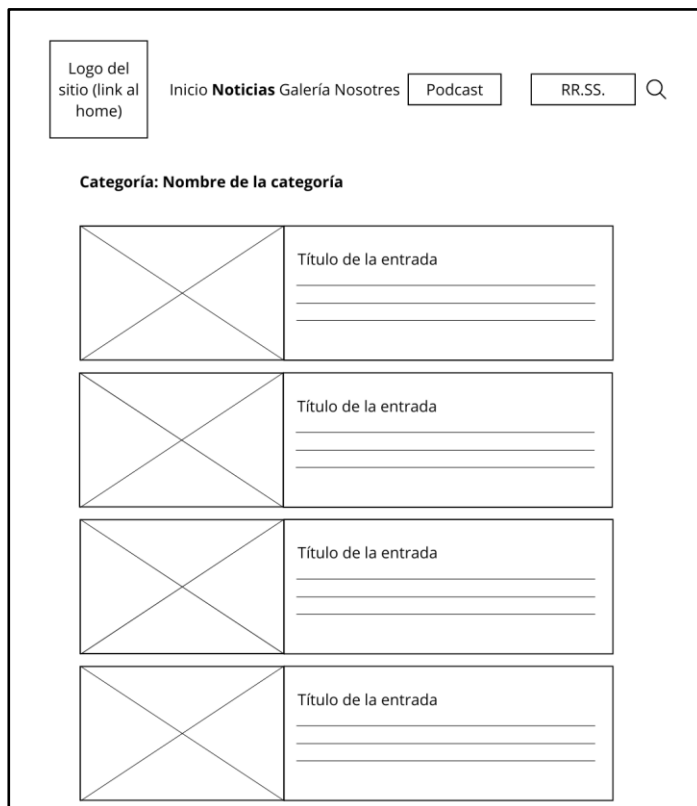 Logo del
sitio (link al
home)
Inicio Noticias Galería Nosotres Podcast RR.SS.
Categoría: Nombre de la categoría
Título de la entrada
Título de la entrada
Título de la entrada
Título de la entrada